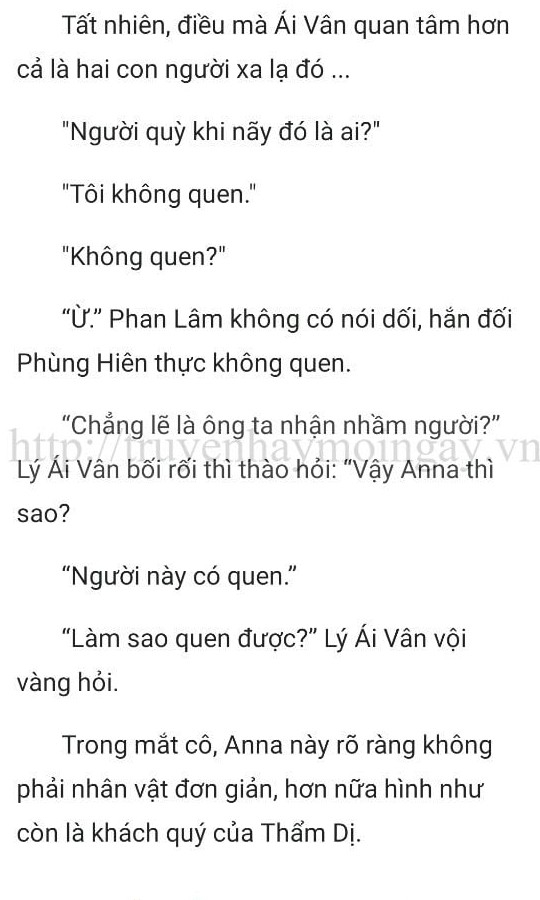 Tất nhiên, điều mà Ái Vân quan tâm hơn
cả là hai con người xa lạ đó ...
"Người quỳ khi nãy đó là ai?"
"Tôi không quen."
"Không quen?"
“Ừ.” Phan Lâm không có nói dối, hắn đối
Phùng Hiên thực không quen.
“Chẳng lẽ là ông ta nhận nhầm người?”
http://truyenhaymoingay.vn
Lý Ái Vân bối rối thì thào hỏi: “Vậy Anna thì
sao?
“Người này có quen.”
“Làm sao quen được?” Lý Ái Vân vội
vàng hỏi.
Trong mắt cô, Anna này rõ ràng không
phải nhân vật đơn giản, hơn nữa hình như
còn là khách quý của Thẩm Dị.